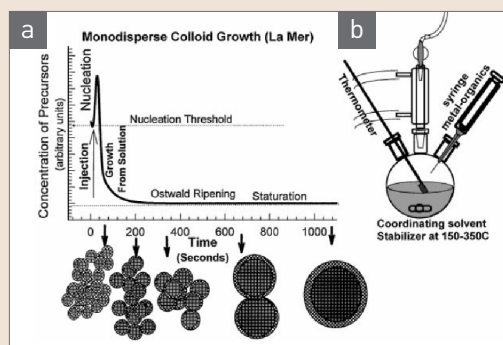 a
Monodisperse Colloid Growth (La Mer)
Concentration of Precursors
(arbitrary units)
Nucleation
Injection
Growth
From Solution
Nucleation Threshold
Ostwald Ripening
Staturation
0 200 400 600 800 1000
Time
(Seconds)
b
Thermometer
syringe
metal-organics
Coordinating solvent
Stabilizer at 150-350C